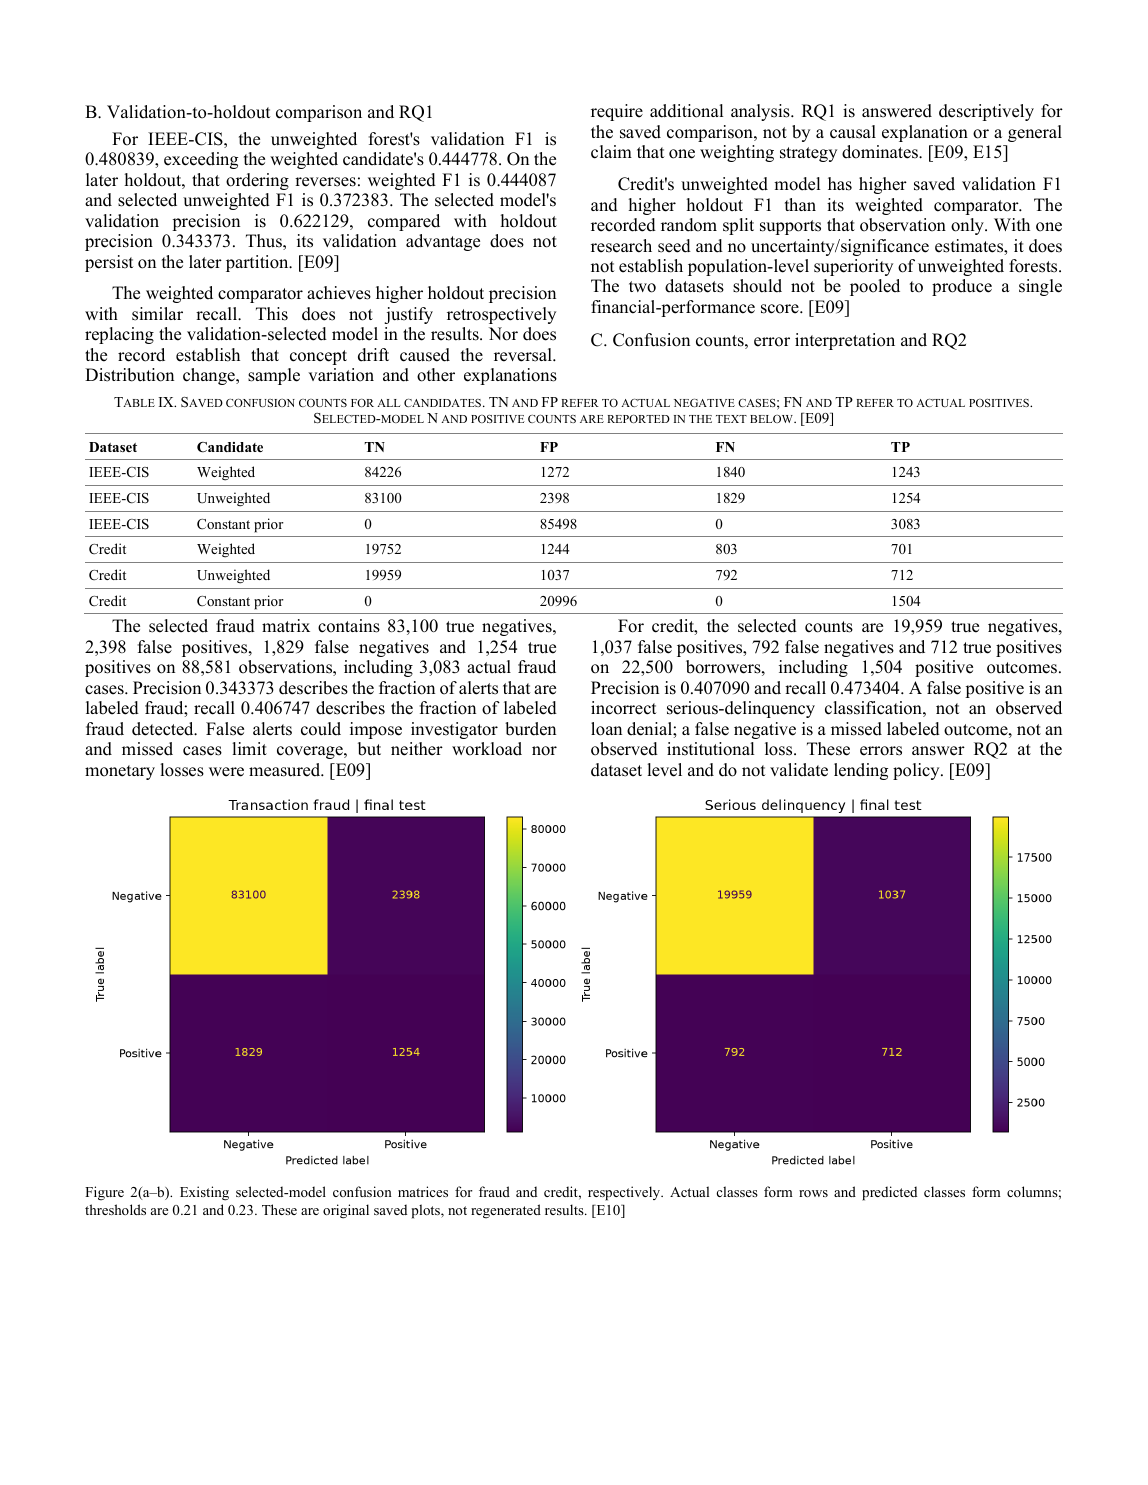 B. Validation-to-holdout comparison and RQ1
For IEEE-CIS, the unweighted forest's validation F1 is
0.480839, exceeding the weighted candidate's 0.444778. On the
later holdout, that ordering reverses: weighted F1 is 0.444087
and selected unweighted F1 is 0.372383. The selected model's
validation precision is 0.622129, compared with holdout
precision 0.343373. Thus, its validation advantage does not
persist on the later partition. [E09]
The weighted comparator achieves higher holdout precision
with similar recall. This does not justify retrospectively
replacing the validation-selected model in the results. Nor does
the record establish that concept drift caused the reversal.
Distribution change, sample variation and other explanations
require additional analysis. RQ1 is answered descriptively for
the saved comparison, not by a causal explanation or a general
claim that one weighting strategy dominates. [E09, E15]
Credit's unweighted model has higher saved validation F1
and higher holdout F1 than its weighted comparator. The
recorded random split supports that observation only. With one
research seed and no uncertainty/significance estimates, it does
not establish population-level superiority of unweighted forests.
The two datasets should not be pooled to produce a single
financial-performance score. [E09]
C. Confusion counts, error interpretation and RQ2
TABLE IX. SAVED CONFUSION COUNTS FOR ALL CANDIDATES. TN AND FP REFER TO ACTUAL NEGATIVE CASES; FN AND TP REFER TO ACTUAL POSITIVES.
SELECTED-MODEL N AND POSITIVE COUNTS ARE REPORTED IN THE TEXT BELOW. [E09]
Dataset Candidate TN FP FN TP
IEEE-CIS Weighted 84226 1272 1840 1243
IEEE-CIS Unweighted 83100 2398 1829 1254
IEEE-CIS Constant prior 0 85498 0 3083
Credit Weighted 19752 1244 803 701
Credit Unweighted 19959 1037 792 712
Credit Constant prior 0 20996 0 1504
The selected fraud matrix contains 83,100 true negatives,
2,398 false positives, 1,829 false negatives and 1,254 true
positives on 88,581 observations, including 3,083 actual fraud
cases. Precision 0.343373 describes the fraction of alerts that are
labeled fraud; recall 0.406747 describes the fraction of labeled
fraud detected. False alerts could impose investigator burden
and missed cases limit coverage, but neither workload nor
monetary losses were measured. [E09]
For credit, the selected counts are 19,959 true negatives,
1,037 false positives, 792 false negatives and 712 true positives
on 22,500 borrowers, including 1,504 positive outcomes.
Precision is 0.407090 and recall 0.473404. A false positive is an
incorrect serious-delinquency classification, not an observed
loan denial; a false negative is a missed labeled outcome, not an
observed institutional loss. These errors answer RQ2 at the
dataset level and do not validate lending policy. [E09]
Transaction fraud | final test
True label
Negative
83100 2398
Positive
1829 1254
Negative Positive
Predicted label
80000
70000
60000
50000
40000
30000
20000
10000
Serious delinquency | final test
True label
Negative
19959 1037
Positive
792 712
Negative Positive
Predicted label
17500
15000
12500
10000
7500
5000
2500
Figure 2(a–b). Existing selected-model confusion matrices for fraud and credit, respectively. Actual classes form rows and predicted classes form columns;
thresholds are 0.21 and 0.23. These are original saved plots, not regenerated results. [E10]